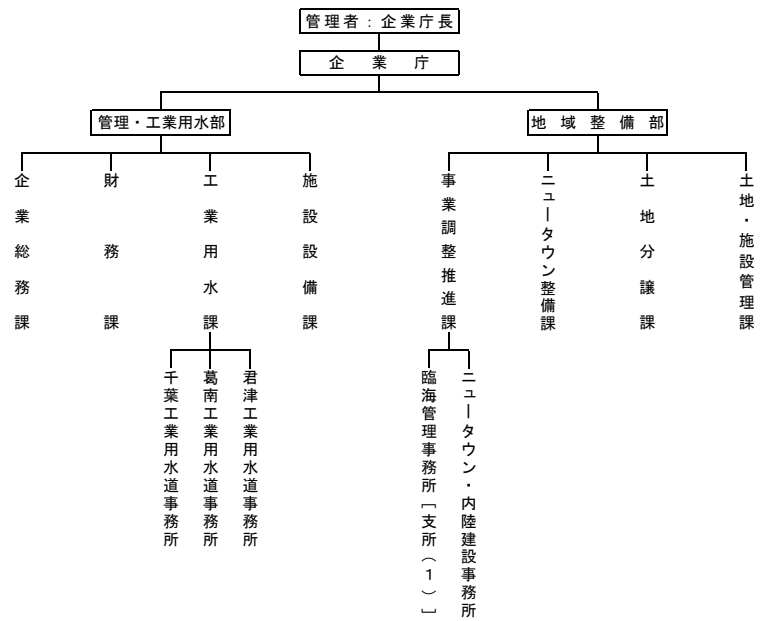 管理者：企業庁長
企業庁
管理・工業用水部
地域整備部
企業総務課
財務課
工業用水課
施設設備課
事業調整推進課
ニュータウン整備課
土地分譲課
土地・施設管理課
千葉工業用水道事務所
葛南工業用水道事務所
君津工業用水道事務所
臨海管理事務所［支所（１）］
ニュータウン・内陸建設事務所